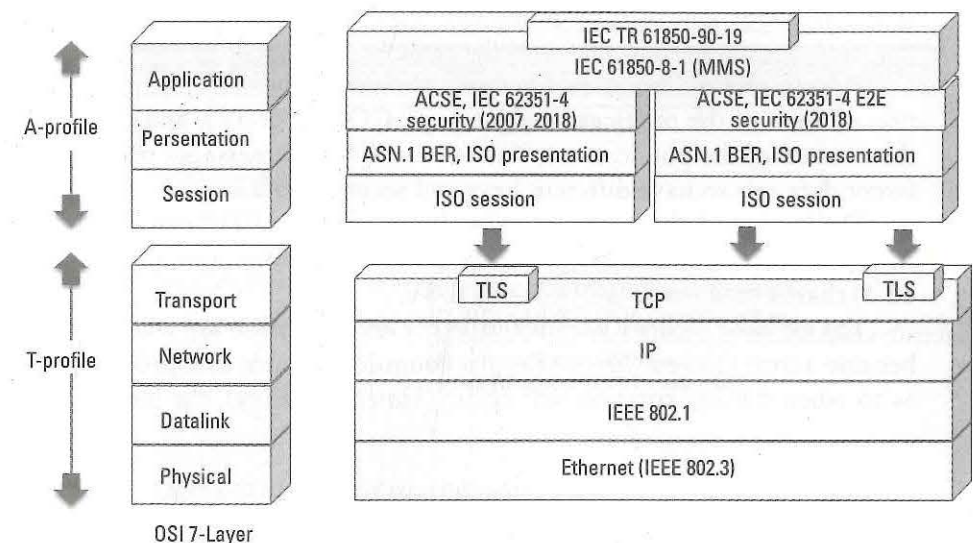 IEC TR 61850-90-19
IEC 61850-8-1 (MMS)
Application
ACSE, IEC 62351-4
security (2007, 2018)
ACSE, IEC 62351-4 E2E
security (2018)
A-profile
Persentation
ASN.1 BER, ISO presentation
ASN.1 BER, ISO presentation
Session
ISO session
ISO session
TLS
TLS
Transport
TCP
T-profile
Network
IP
Datalink
IEEE 802.1
Physical
Ethernet (IEEE 802.3)
OSI 7-Layer